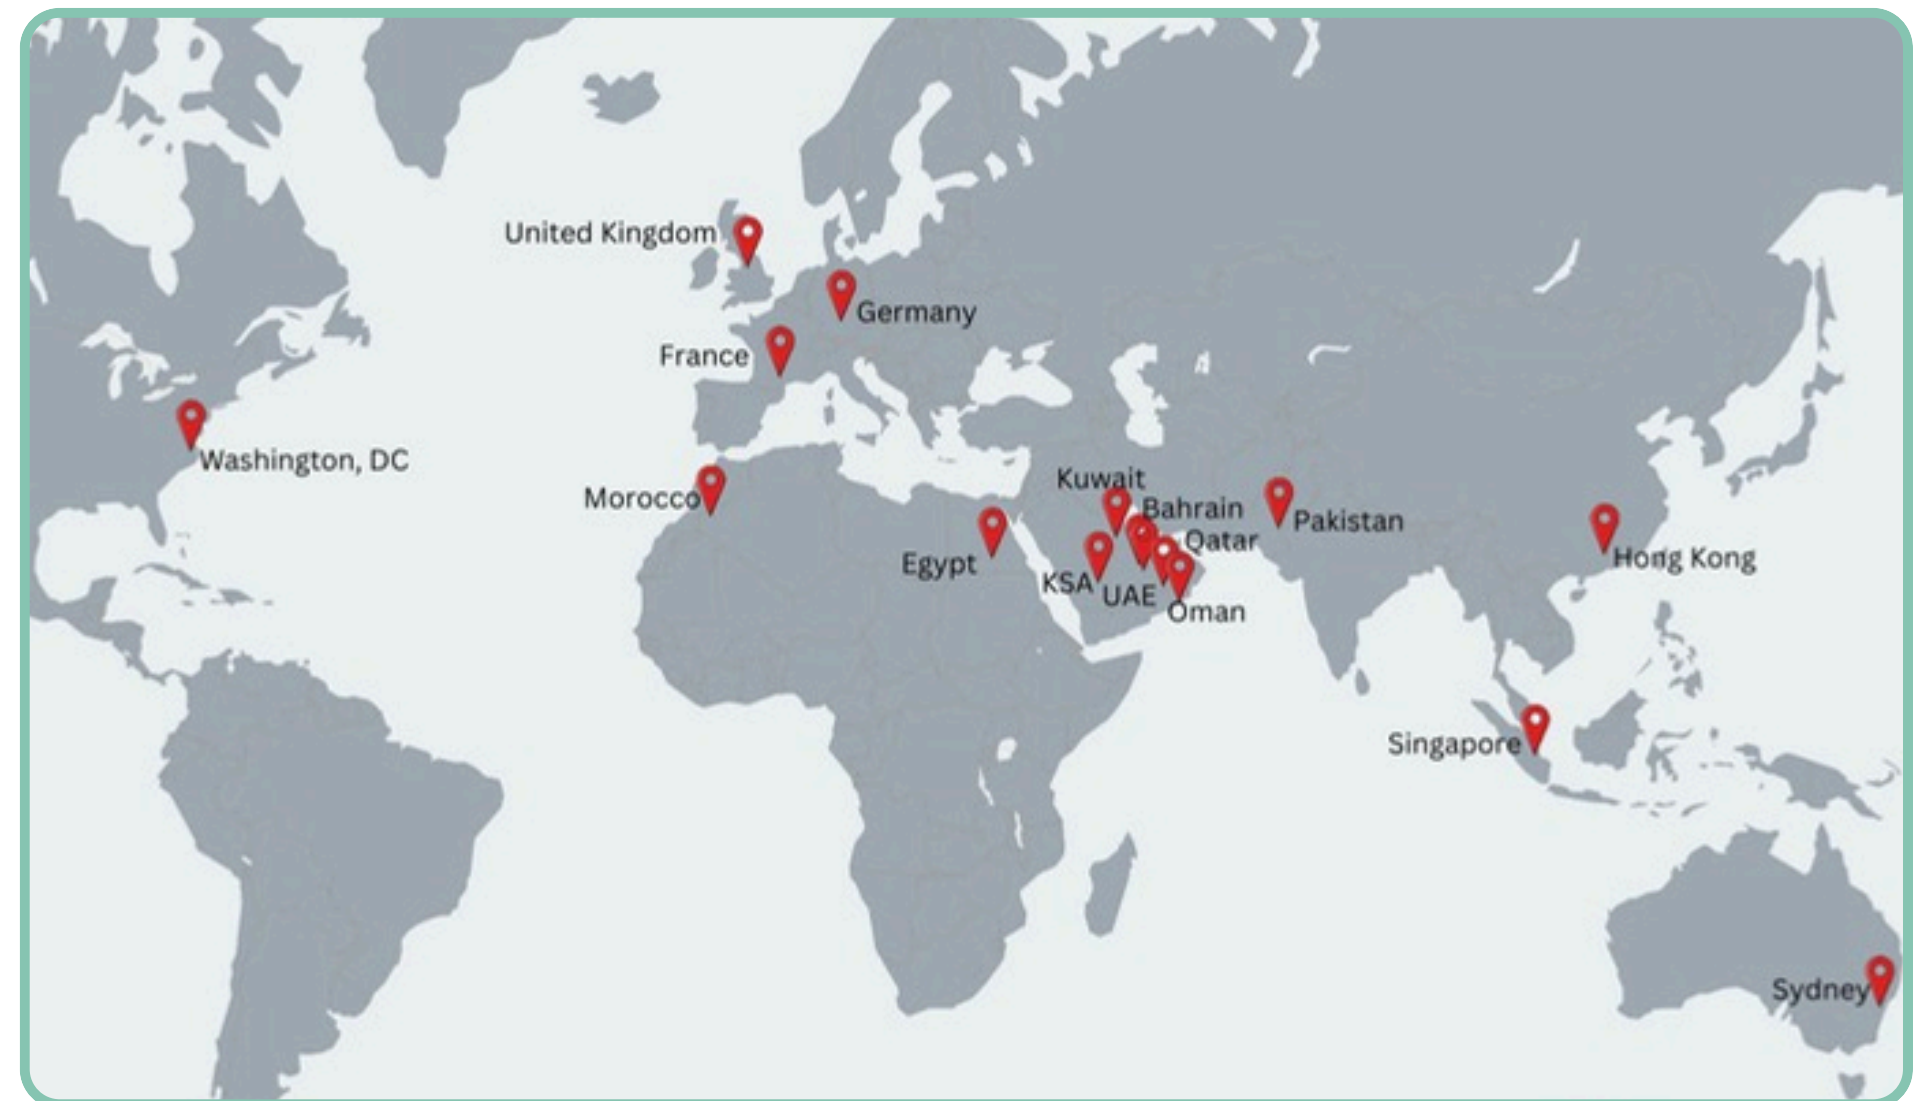 United Kingdom
Germany
France
Washington, DC
Morocco
Kuwait
Bahrain
Pakistan
Qatar
Egypt
Hong Kong
KSA
UAE
Oman
Singapore
Sydney